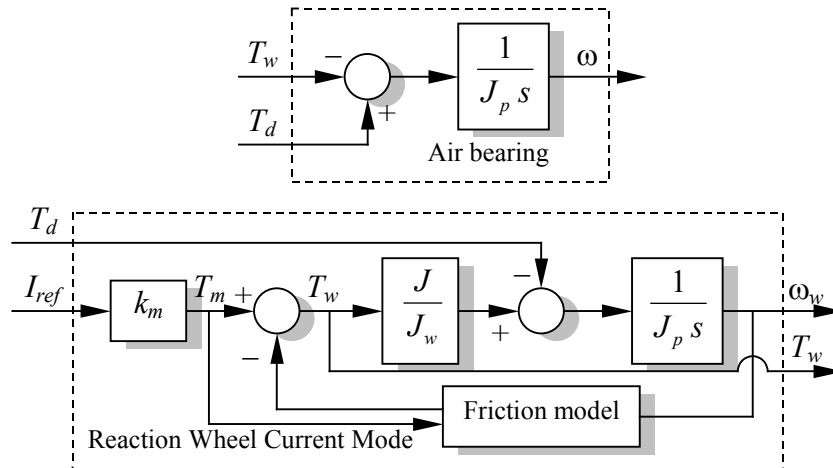 T_w − 1 ω
J_p s
T_d +
Air bearing
T_d
− 
I_ref k_m T_m + T_w J + 1 ω_w
J_w J_p s
− T_w
Friction model
Reaction Wheel Current Mode